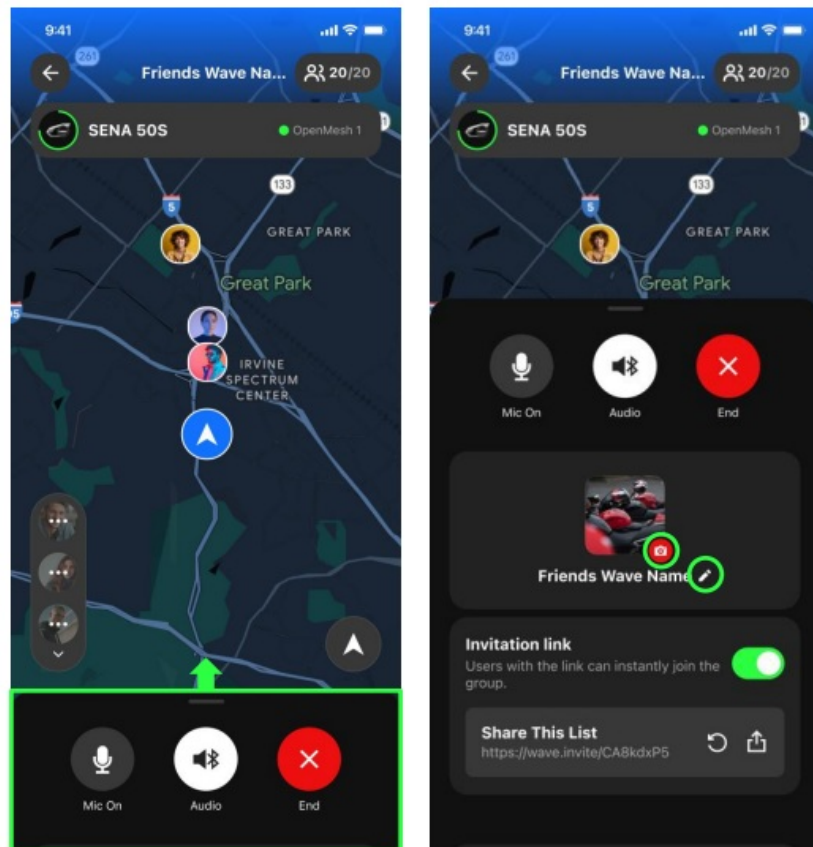 9:41
261
Friends Wave Na...
20/20
SENA 50S
OpenMesh 1
133
5
GREAT PARK
Great Park
IRVINE
SPECTRUM
CENTER
Mic On
Audio
End
9:41
261
Friends Wave Na...
20/20
SENA 50S
OpenMesh 1
133
5
GREAT PARK
Great Park
Mic On
Audio
End
Friends Wave Name
Invitation link
Users with the link can instantly join the
group.
Share This List
https://wave.invite/CA8kdxP5